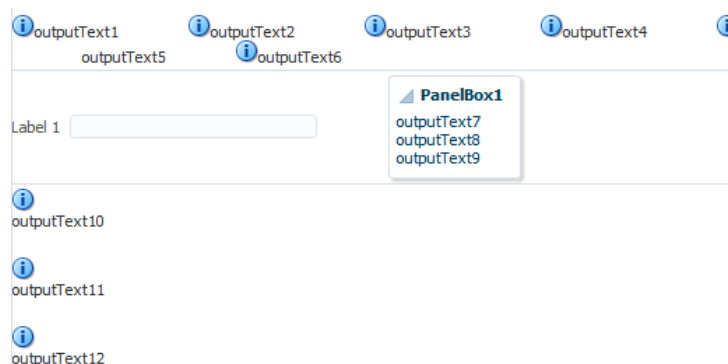 outputText1 outputText2 outputText3 outputText4
outputText5 outputText6
PanelBox1
Label 1
outputText7
outputText8
outputText9
outputText10
outputText11
outputText12